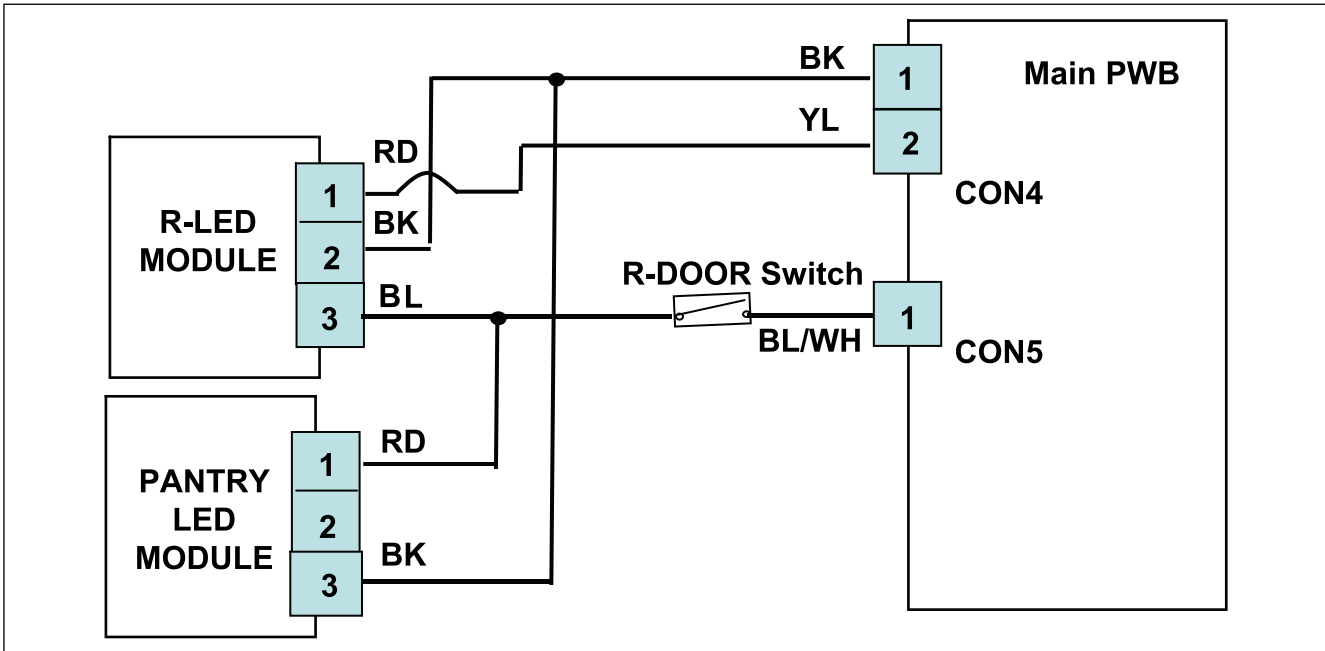 BK
Main PWB
1
YL
2
CON4
RD
1
BK
2
R-LED
MODULE
BL
3
R-DOOR Switch
BL/WH
1
CON5
RD
1
PANTRY
LED
MODULE
2
BK
3